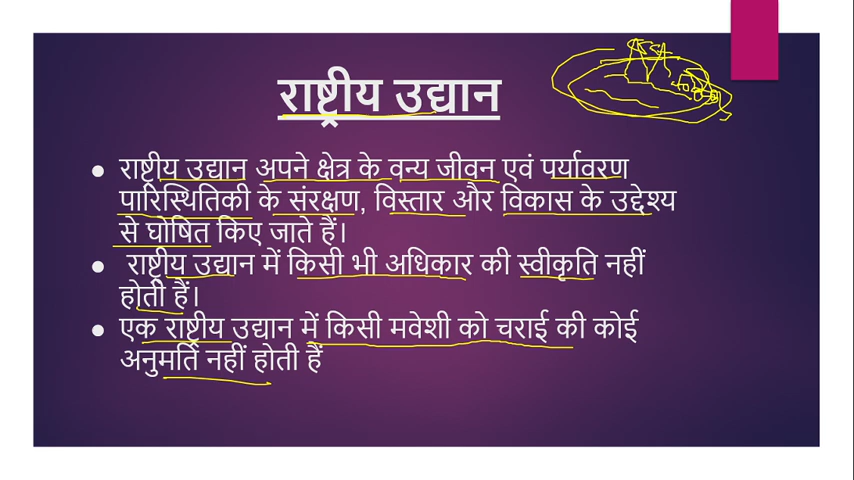 राष्ट्रीय उद्यान
• राष्ट्रीय उद्यान अपने क्षेत्र के वन्य जीवन एवं पर्यावरण
पारिस्थितिकी के संरक्षण, विस्तार और विकास के उद्देश्य
से घोषित किए जाते हैं।
• राष्ट्रीय उद्यान में किसी भी अधिकार की स्वीकृति नहीं
होती हैं।
• एक राष्ट्रीय उद्यान में किसी मवेशी को चराई की कोई
अनुमति नहीं होती हैं